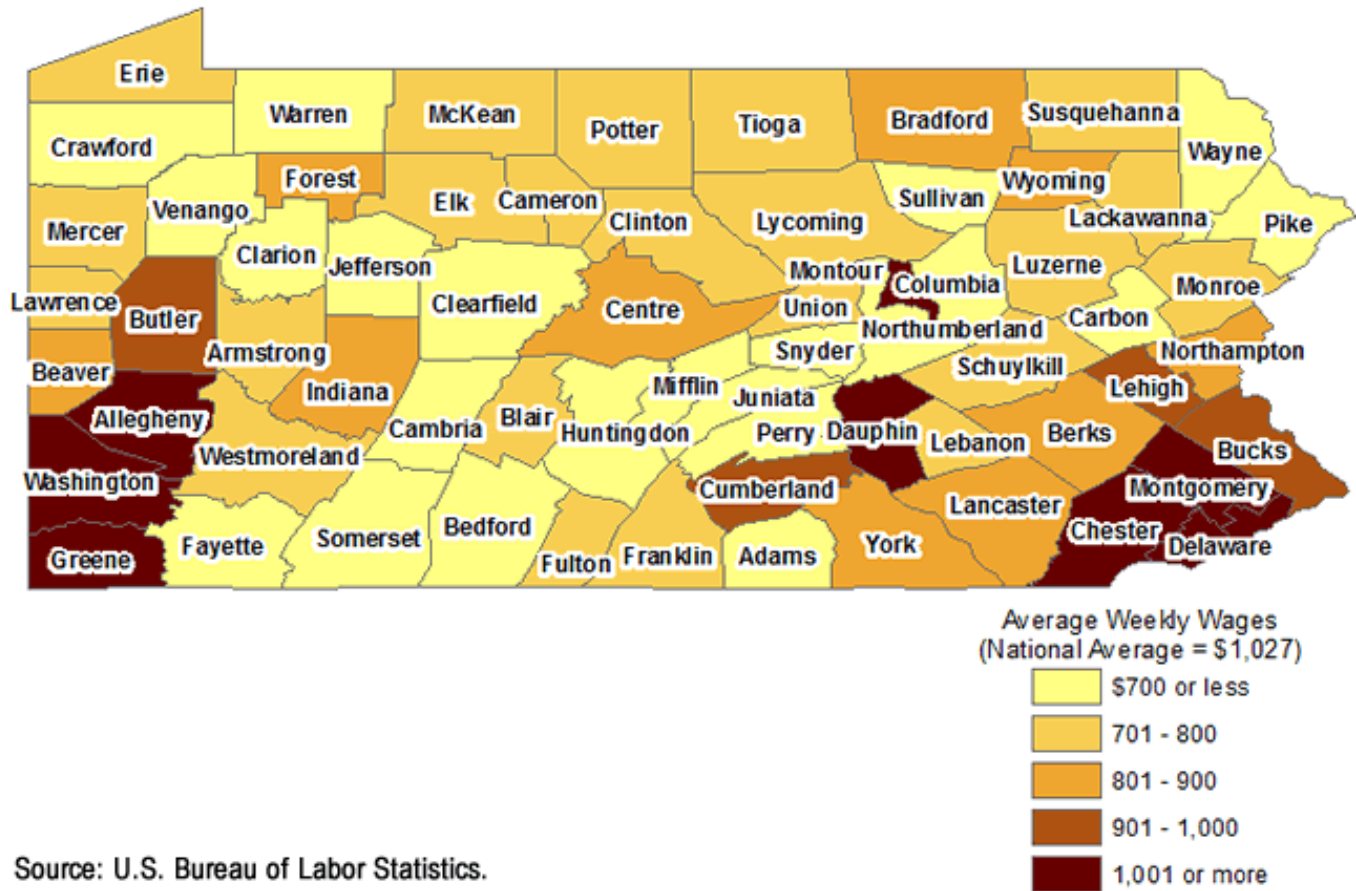 Erie
Warren
McKean
Potter
Tioga
Bradford
Susquehanna
Crawford
Wayne
Forest
Wyoming
Venango
Elk
Cameron
Sullivan
Mercer
Clinton
Lycoming
Lackawanna
Pike
Clarion
Jefferson
Montour
Columbia
Luzerne
Lawrence
Clearfield
Centre
Union
Monroe
Butler
Northumberland
Carbon
Armstrong
Snyder
Northampton
Beaver
Schuylkill
Indiana
Mifflin
Juniata
Lehigh
Allegheny
Cambria
Blair
Huntingdon
Perry
Dauphin
Lebanon
Berks
Bucks
Westmoreland
Washington
Cumberland
Montgomery
Lancaster
Greene
Fayette
Somerset
Bedford
Fulton
Franklin
Adams
York
Chester
Delaware
Average Weekly Wages
(National Average = $1,027)
$700 or less
701 - 800
801 - 900
901 - 1,000
1,001 or more
Source: U.S. Bureau of Labor Statistics.